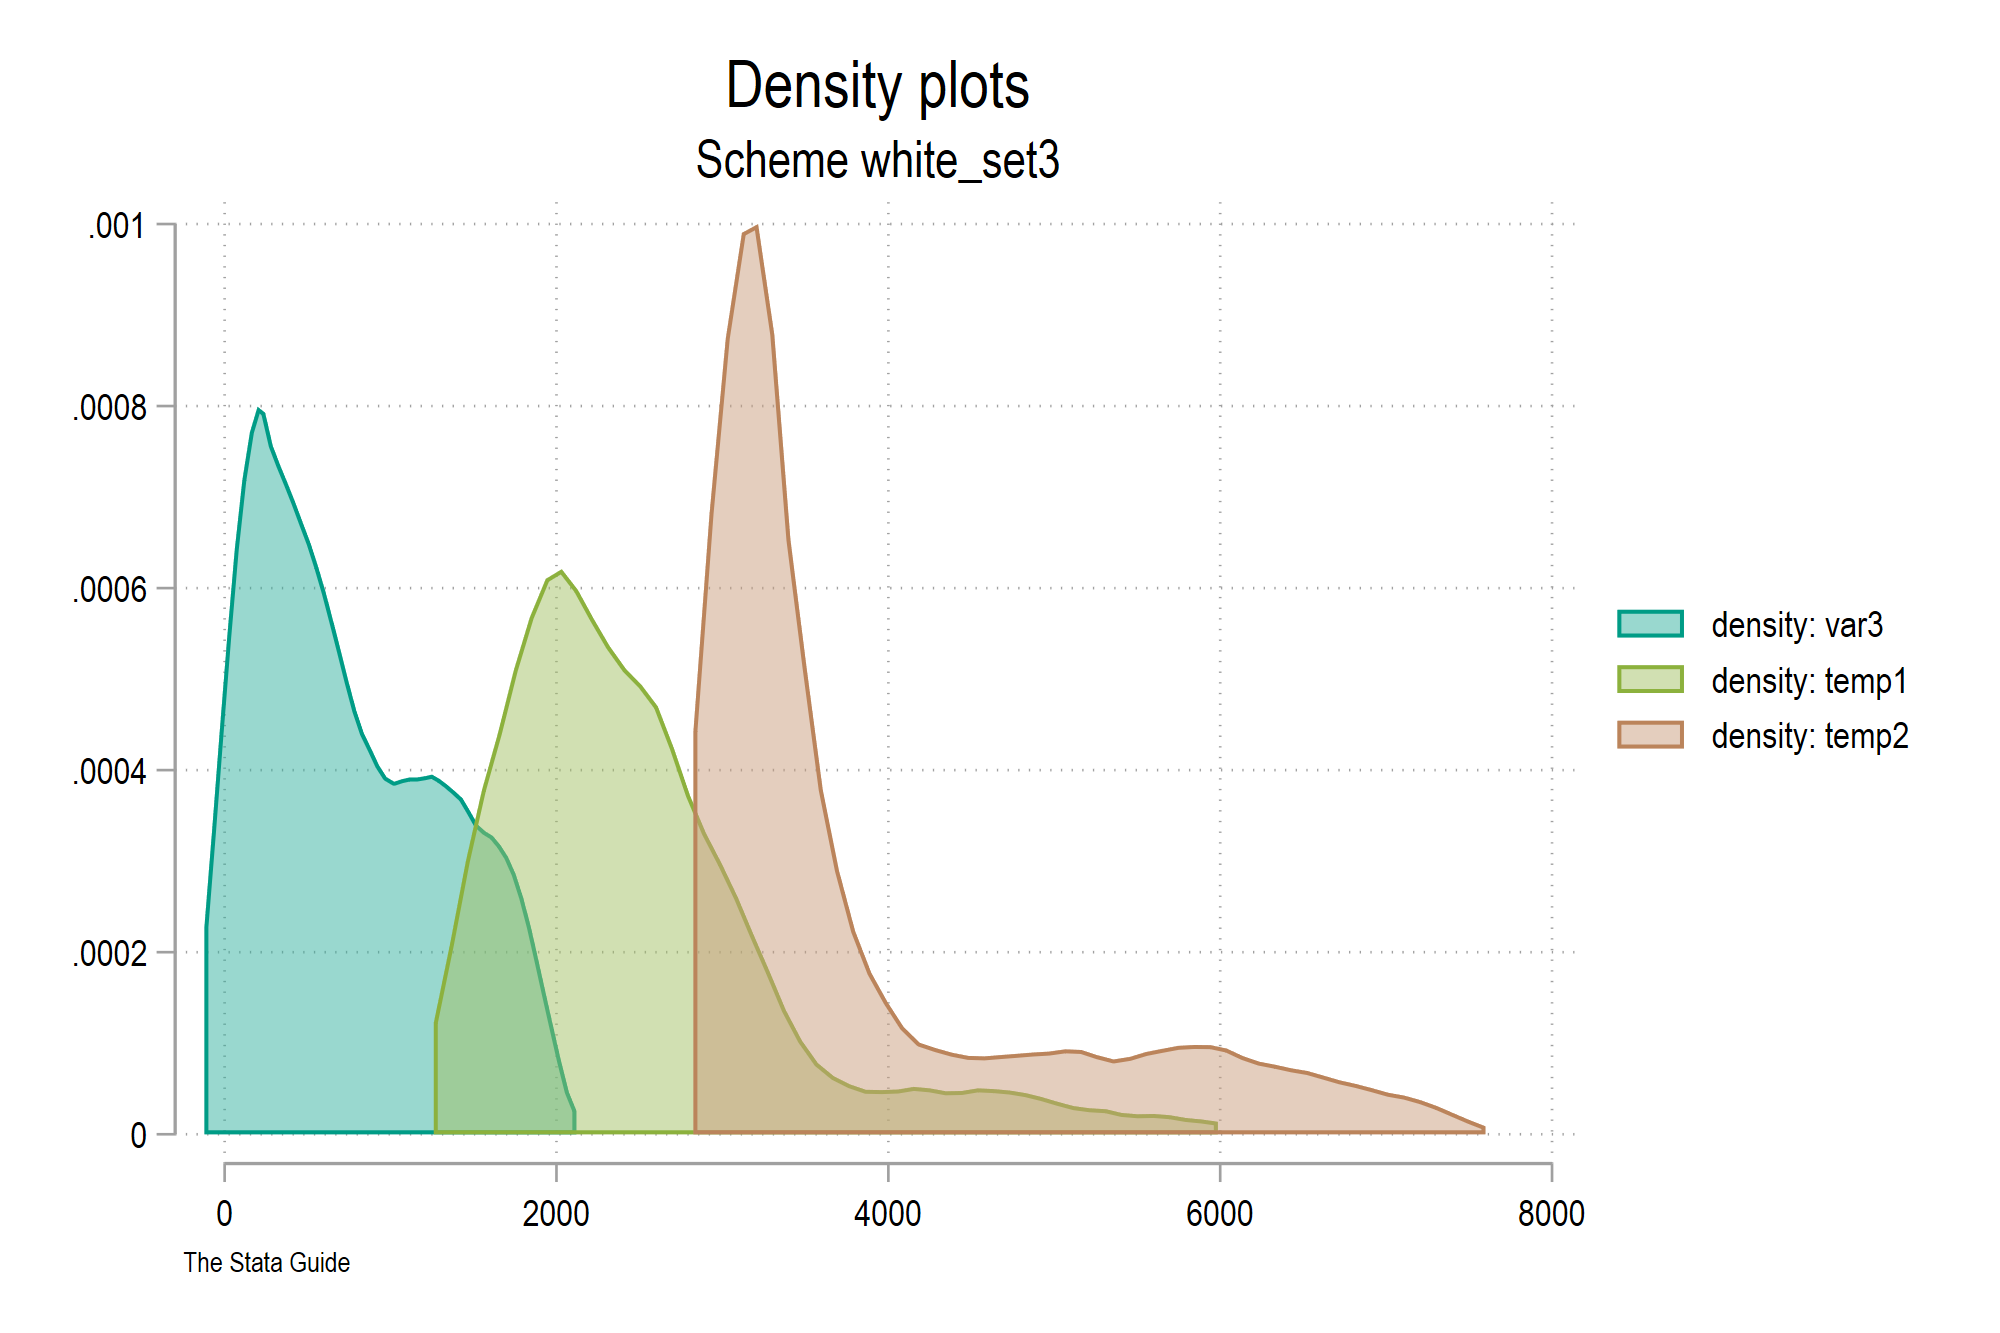 Density plots
Scheme white_set3
.001
.0008
.0006
.0004
.0002
0
0 2000 4000 6000 8000
density: var3
density: temp1
density: temp2
The Stata Guide